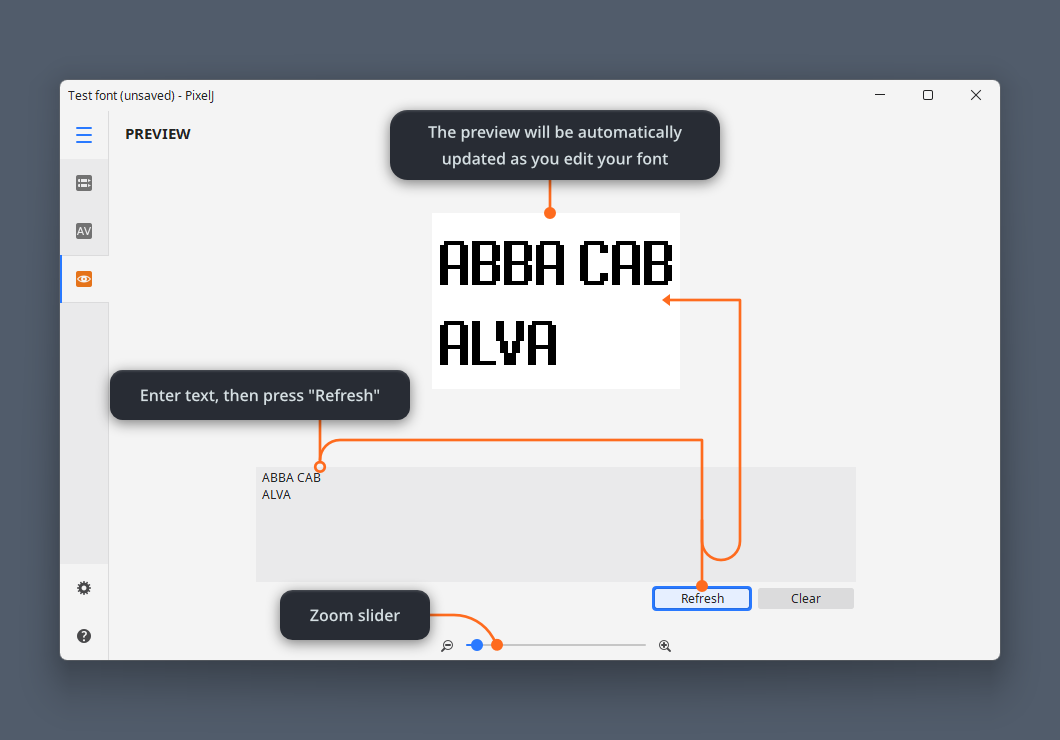 Test font (unsaved) - PixelJ
PREVIEW
The preview will be automatically
updated as you edit your font
AV
ABBA CAB
ALVA
Enter text, then press "Refresh"
ABBA CAB
ALVA
Refresh
Clear
Zoom slider